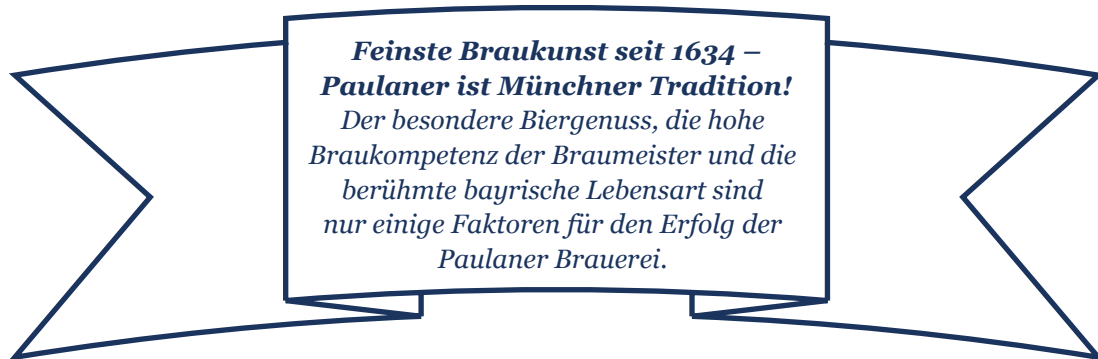 Feinste Braukunst seit 1634 –
Paulaner ist Münchner Tradition!
Der besondere Biergenuss, die hohe
Braukompetenz der Braumeister und die
berühmte bayrische Lebensart sind
nur einige Faktoren für den Erfolg der
Paulaner Brauerei.